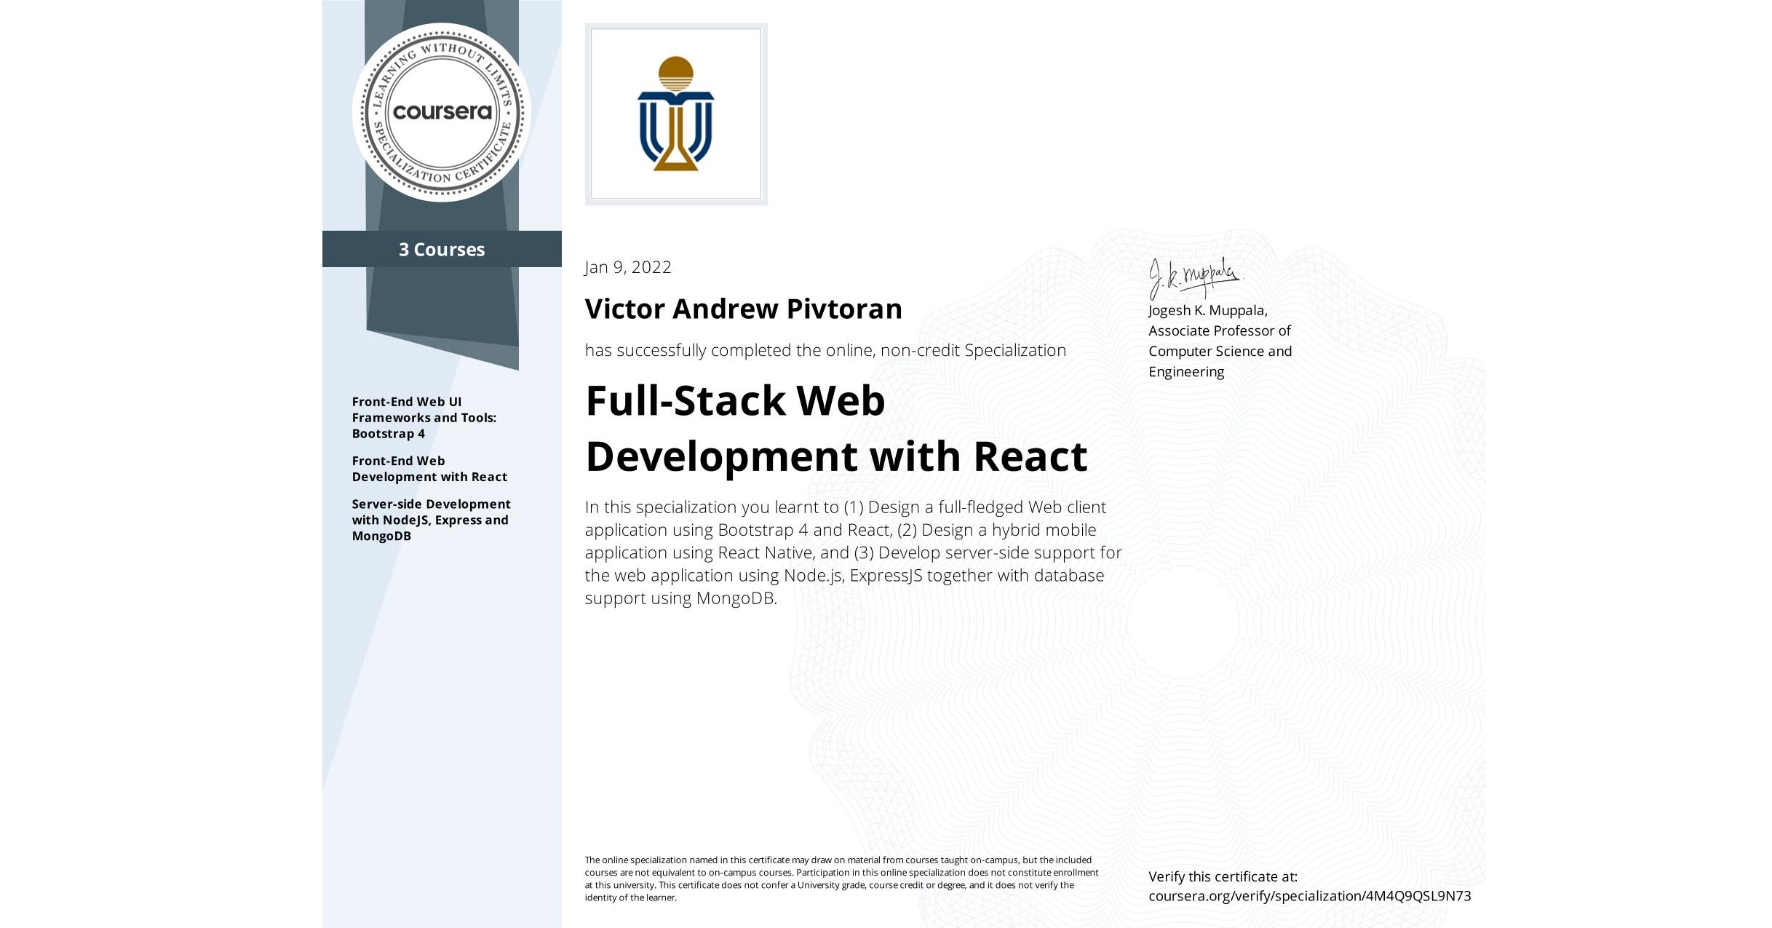 LEARNING WITHOUT LIMITS
coursera
SPECIALIZATION CERTIFICATE
3 Courses
Front-End Web UI
Frameworks and Tools:
Bootstrap 4
Front-End Web
Development with React
Server-side Development
with NodeJS, Express and
MongoDB
Jan 9, 2022
Victor Andrew Pivtoran
has successfully completed the online, non-credit Specialization
Full-Stack Web
Development with React
In this specialization you learnt to (1) Design a full-fledged Web client
application using Bootstrap 4 and React, (2) Design a hybrid mobile
application using React Native, and (3) Develop server-side support for
the web application using Node.js, ExpressJS together with database
support using MongoDB.
J.K. Muppala
Jogesh K. Muppala,
Associate Professor of
Computer Science and
Engineering
The online specialization named in this certificate may draw on material from courses taught on-campus, but the included
courses are not equivalent to on-campus courses. Participation in this online specialization does not constitute enrollment
at this university. This certificate does not confer a University grade, course credit or degree, and it does not verify the
identity of the learner.
Verify this certificate at:
coursera.org/verify/specialization/4M4Q9QSL9N73